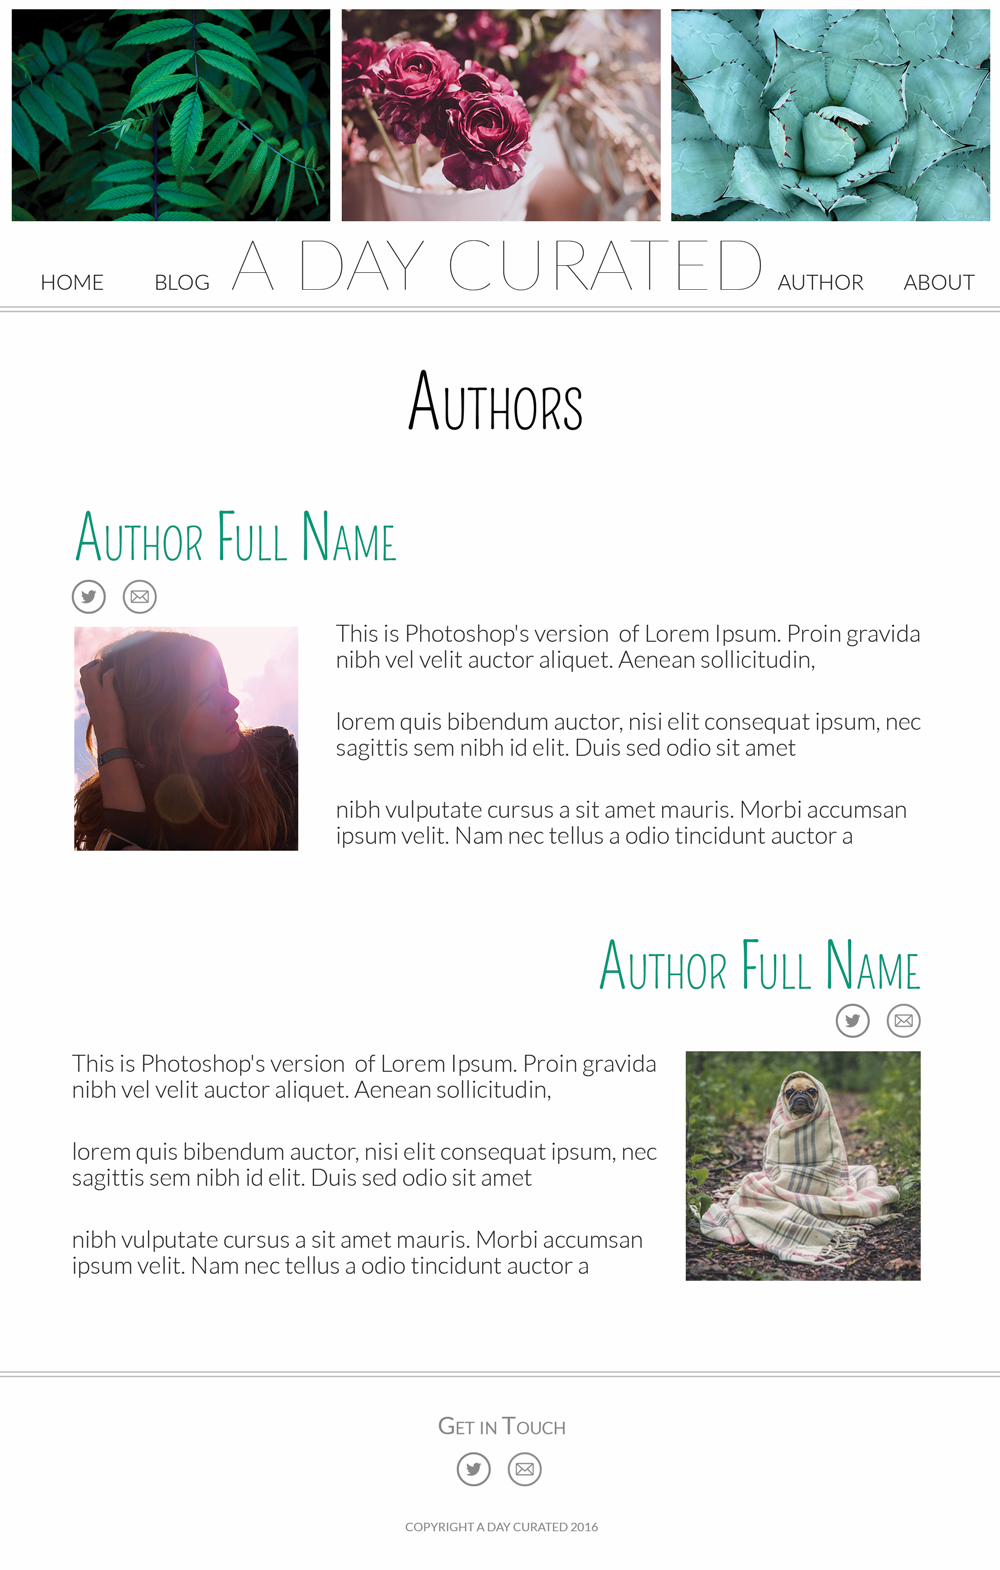 HOME BLOG A DAY CURATED AUTHOR ABOUT
Authors
Author Full Name
This is Photoshop's version  of Lorem Ipsum. Proin gravida
nibh vel velit auctor aliquet. Aenean sollicitudin,
lorem quis bibendum auctor, nisi elit consequat ipsum, nec
sagittis sem nibh id elit. Duis sed odio sit amet
nibh vulputate cursus a sit amet mauris. Morbi accumsan
ipsum velit. Nam nec tellus a odio tincidunt auctor a
Author Full Name
This is Photoshop's version  of Lorem Ipsum. Proin gravida
nibh vel velit auctor aliquet. Aenean sollicitudin,
lorem quis bibendum auctor, nisi elit consequat ipsum, nec
sagittis sem nibh id elit. Duis sed odio sit amet
nibh vulputate cursus a sit amet mauris. Morbi accumsan
ipsum velit. Nam nec tellus a odio tincidunt auctor a
Get in Touch
COPYRIGHT A DAY CURATED 2016